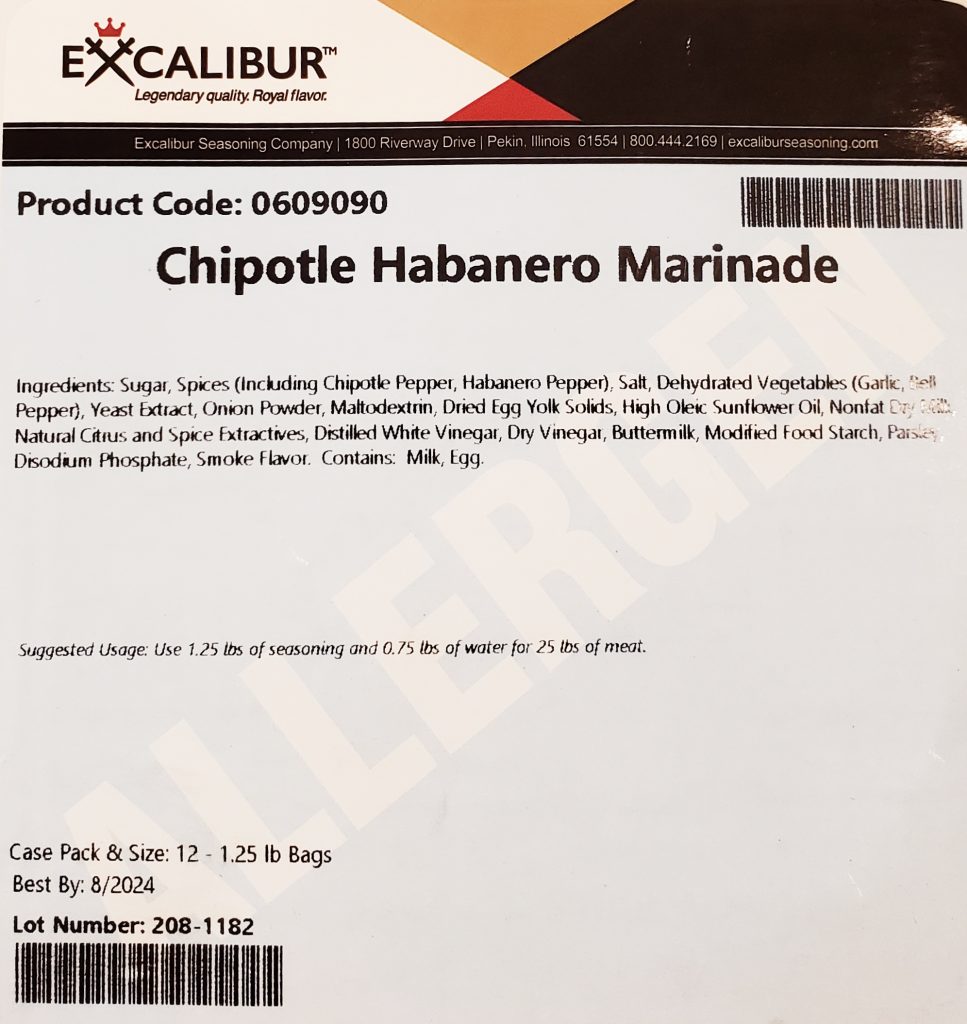 EXCALIBUR™
Legendary quality. Royal flavor.
Excalibur Seasoning Company | 1800 Riverway Drive | Pekin, Illinois 61554 | 800.444.2169 | excaliburseasoning.com
Product Code: 0609090
Chipotle Habanero Marinade
Ingredients: Sugar, Spices (Including Chipotle Pepper, Habanero Pepper), Salt, Dehydrated Vegetables (Garlic, Bell
Pepper), Yeast Extract, Onion Powder, Maltodextrin, Dried Egg Yolk Solids, High Oleic Sunflower Oil, Nonfat Dry Milk,
Natural Citrus and Spice Extractives, Distilled White Vinegar, Dry Vinegar, Buttermilk, Modified Food Starch, Parsley,
Disodium Phosphate, Smoke Flavor. Contains: Milk, Egg.
ALLERGEN
Suggested Usage: Use 1.25 lbs of seasoning and 0.75 lbs of water for 25 lbs of meat.
Case Pack & Size: 12 - 1.25 lb Bags
Best By: 8/2024
Lot Number: 208-1182